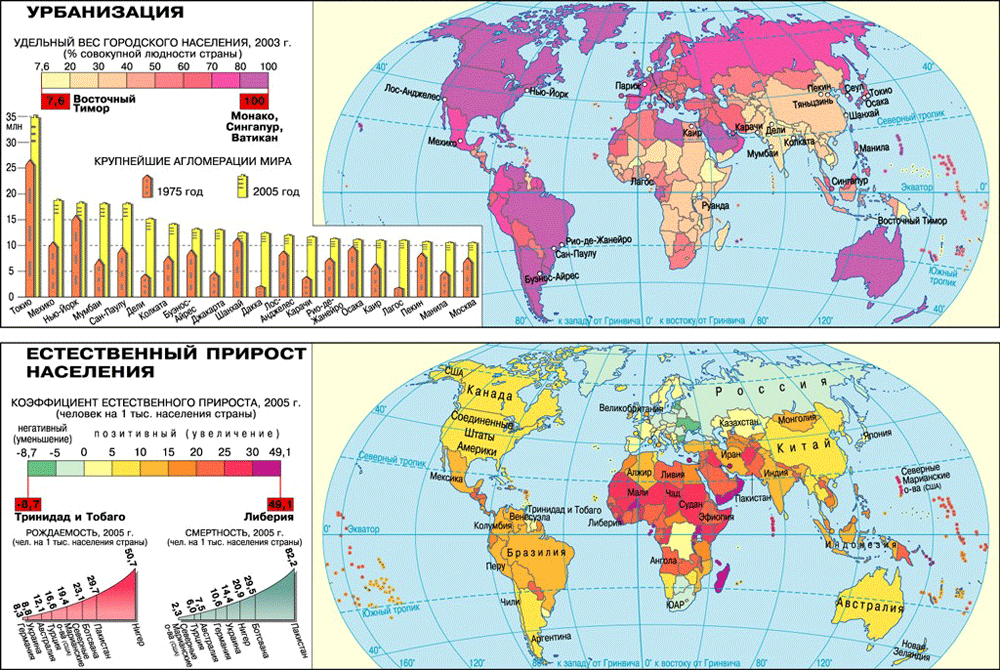 УРБАНИЗАЦИЯ
УДЕЛЬНЫЙ ВЕС ГОРОДСКОГО НАСЕЛЕНИЯ, 2003 г.
(% совокупной людности страны)
7,6 20 30 40 50 60 70 80 100
7,6 Восточный Тимор
100
Монако, Сингапур, Ватикан
КРУПНЕЙШИЕ АГЛОМЕРАЦИИ МИРА
1975 год
2005 год
35
млн
30
25
20
15
10
5
0
Токио
Мехико
Нью-Йорк
Мумбаи
Сан-Паулу
Дели
Колката
Буэнос-Айрес
Джакарта
Шанхай
Дакка
Лос-Анджелес
Карачи
Рио-де-Жанейро
Осака
Каир
Лагос
Пекин
Манила
Москва
40°
40°
Лос-Анджелес
Нью-Йорк
Париж
Пекин
Сеул
Токио
Тяньцзинь
Осака
Шанхай
Северный тропик
Мехико
Каир
Карачи
Дели
Мумбаи
Колката
Манила
Лагос
Сингапур
Экватор
0°
Руанда
Восточный Тимор
Рио-де-Жанейро
Сан-Паулу
Буэнос-Айрес
Южный тропик
80°
к западу от Гринвича
0°
к востоку от Гринвича
80°
120°
ЕСТЕСТВЕННЫЙ ПРИРОСТ
НАСЕЛЕНИЯ
КОЭФФИЦИЕНТ ЕСТЕСТВЕННОГО ПРИРОСТА, 2005 г.
(человек на 1 тыс. населения страны)
негативный
(уменьшение)
позитивный (увеличение)
-8,7 -5 0 5 10 15 20 30 49,1
-8,7
Тринидад и Тобаго
49,1
Либерия
РОЖДАЕМОСТЬ, 2005 г.
(чел. на 1 тыс. населения страны)
8,3
8,8
12,1
16,6
19,4
23,1
29,7
50,7
Германия
Украина
Австралия
Турция
Северные Марианские о-ва (США)
Ботсвана
Пакистан
Нигер
СМЕРТНОСТЬ, 2005 г.
(чел. на 1 тыс. населения страны)
2,3
6,0
7,5
10,6
14,4
20,9
29,5
82,2
Северные Марианские о-ва (США)
Турция
Австралия
Германия
Украина
Нигер
Ботсвана
Пакистан
40°
40°
США
Канада
Соединенные
Штаты
Америки
Великобритания
Россия
Казахстан
Монголия
Китай
Япония
Северный тропик
Мексика
Алжир
Ливия
Иран
Индия
Пакистан
Северные
Марианские
о-ва (США)
Мали
Чад
Судан
Тринидад и Тобаго
Либерия
Эфиопия
Венесуэла
Колумбия
Экватор
0°
0°
Бразилия
Перу
Ангола
Индонезия
Южный тропик
Чили
ЮАР
Австралия
Аргентина
Новая
Зеландия
160°
120°
80°
к западу от Гринвича
0°
к востоку от Гринвича
80°
120°